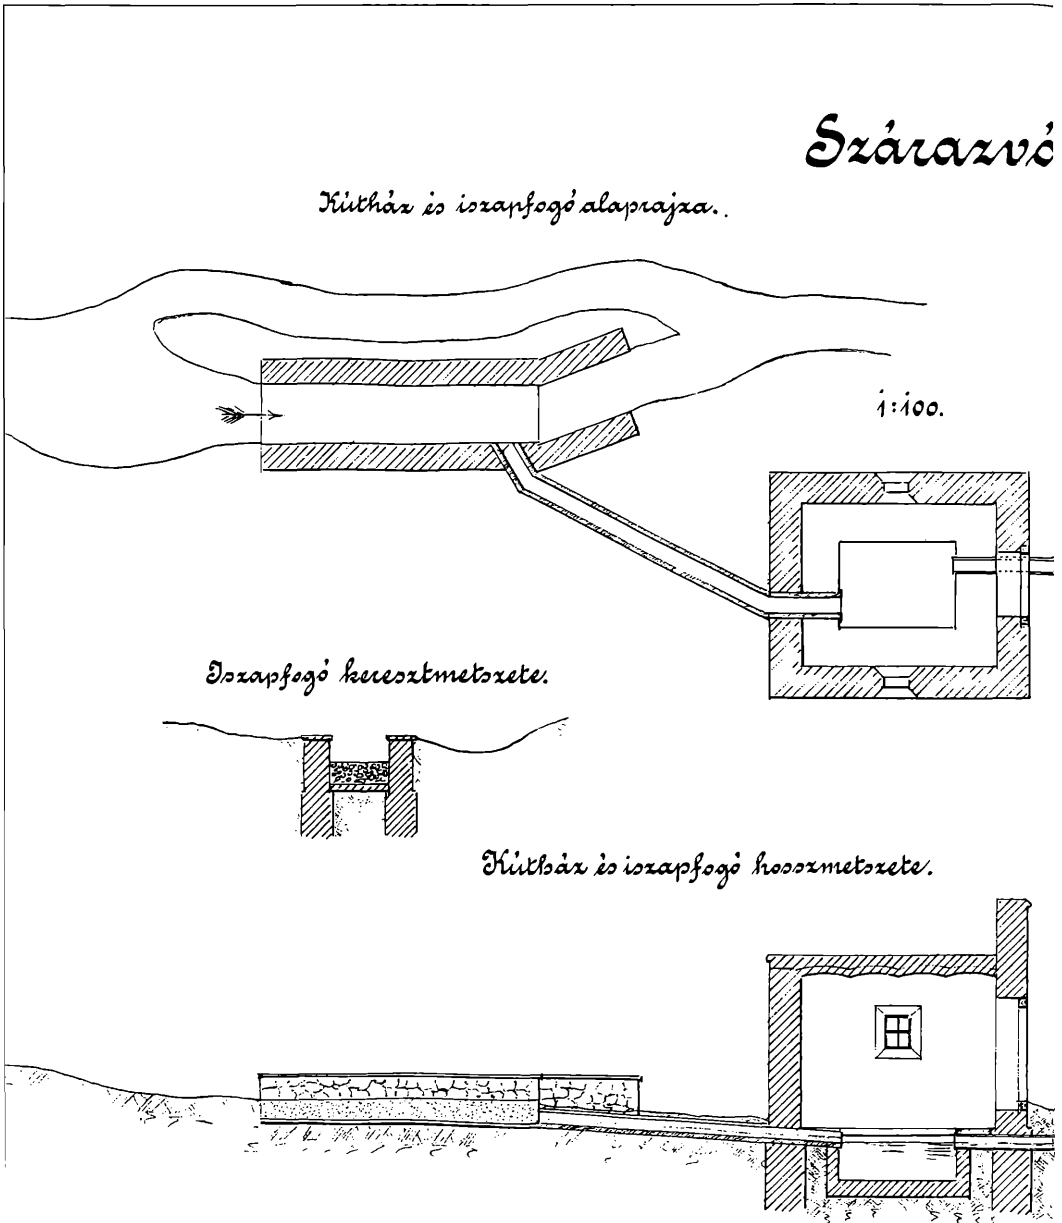 Szárazvö
Kútház és iszapfogó alaprajza.
1:100.
Iszapfogó keresztmetszete.
Kútház és iszapfogó hosszmetszete.